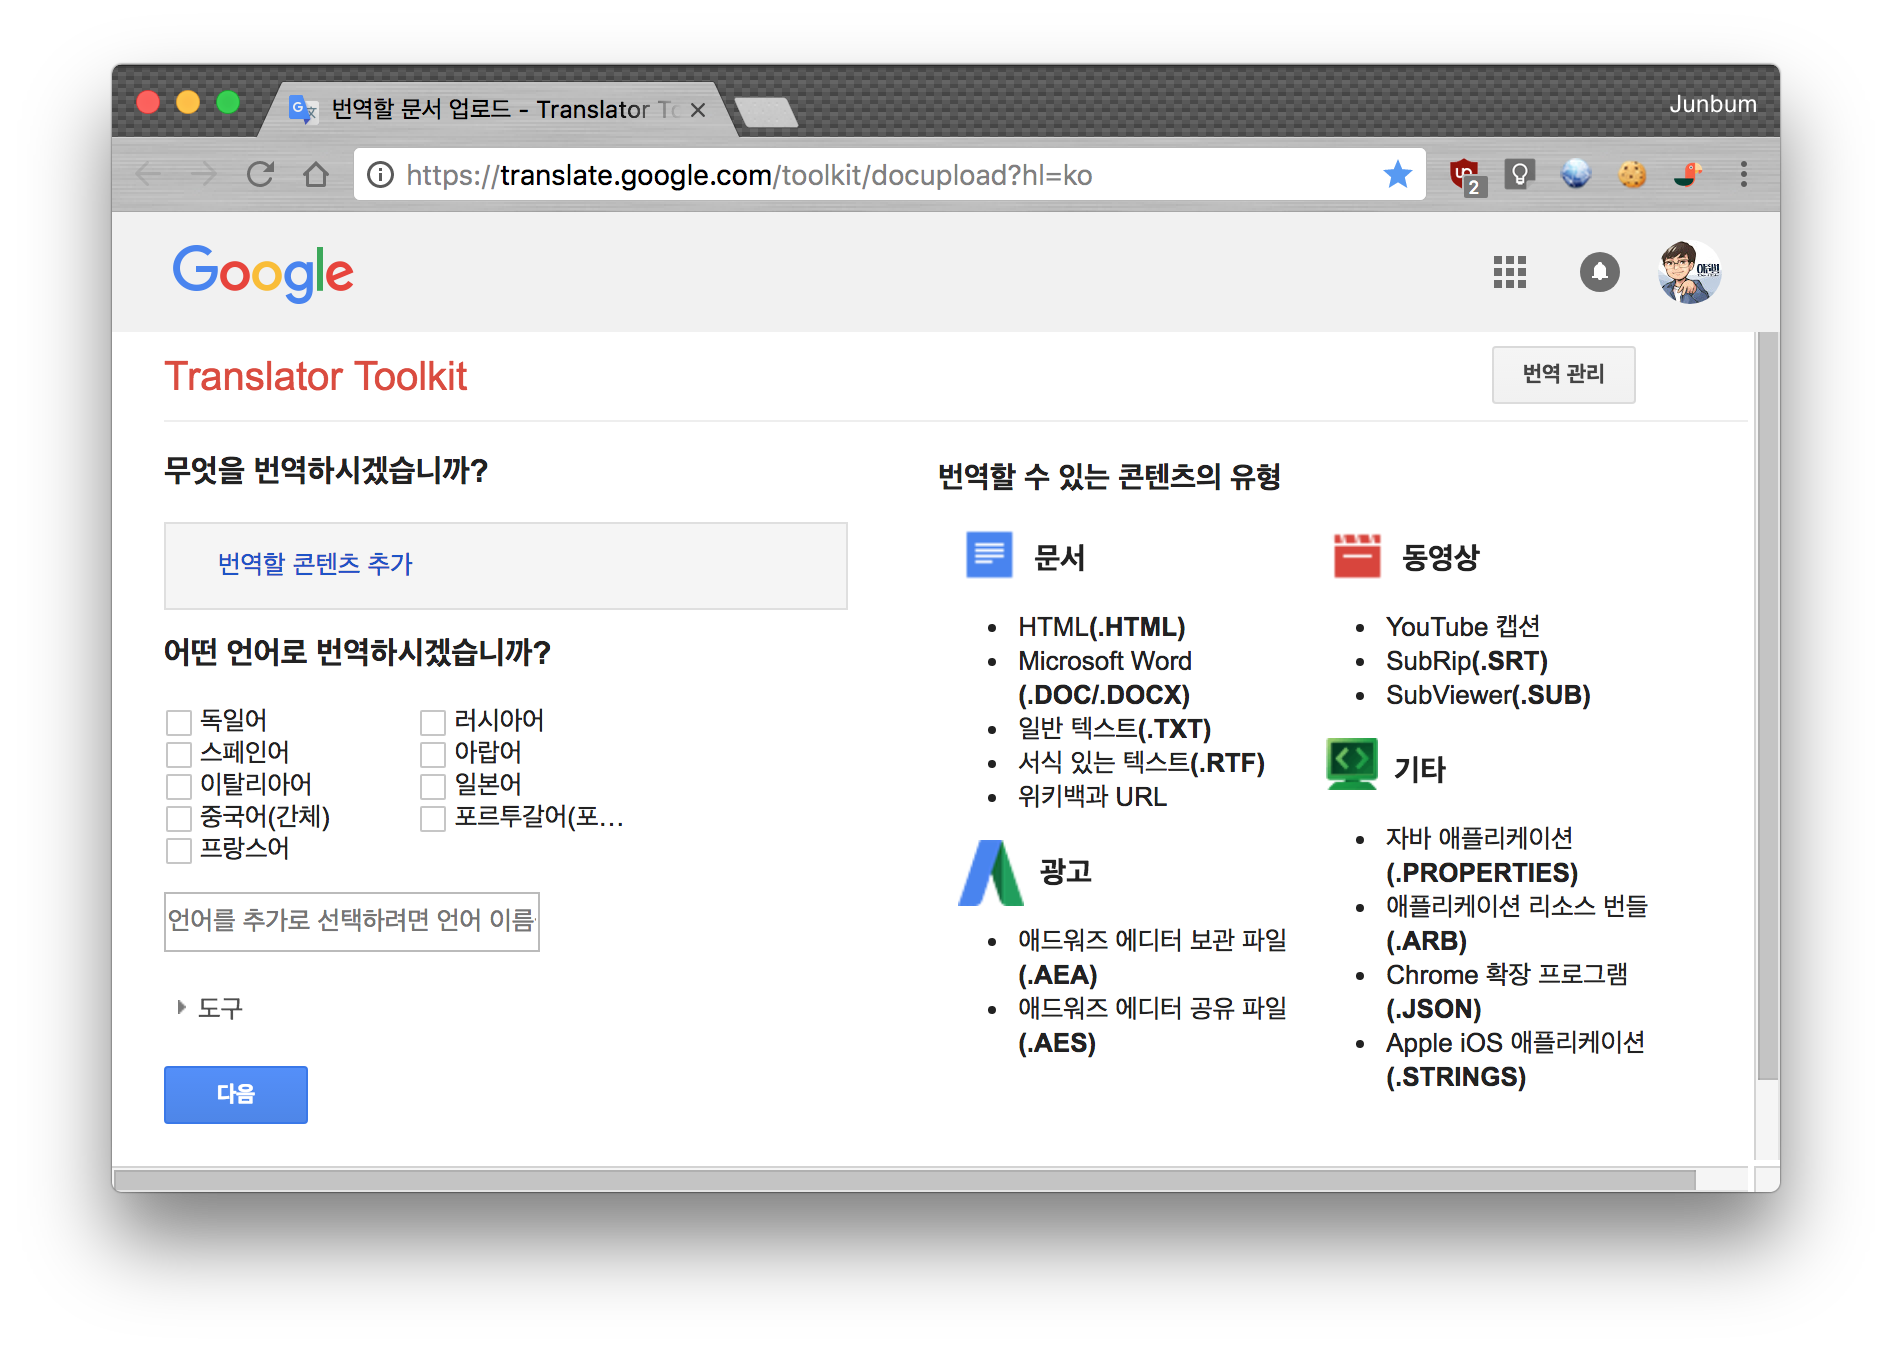 번역할 문서 업로드 - Translator To
Junbum
https://translate.google.com/toolkit/docupload?hl=ko
2
Google
Translator Toolkit
번역 관리
무엇을 번역하시겠습니까?
번역할 콘텐츠 추가
어떤 언어로 번역하시겠습니까?
독일어
러시아어
스페인어
아랍어
이탈리아어
일본어
중국어(간체)
포르투갈어(포...
프랑스어
언어를 추가로 선택하려면 언어 이름
도구
다음
번역할 수 있는 콘텐츠의 유형
문서
HTML(.HTML)
Microsoft Word
(.DOC/.DOCX)
일반 텍스트(.TXT)
서식 있는 텍스트(.RTF)
위키백과 URL
광고
애드워즈 에디터 보관 파일
(.AEA)
애드워즈 에디터 공유 파일
(.AES)
동영상
YouTube 캡션
SubRip(.SRT)
SubViewer(.SUB)
기타
자바 애플리케이션
(.PROPERTIES)
애플리케이션 리소스 번들
(.ARB)
Chrome 확장 프로그램
(.JSON)
Apple iOS 애플리케이션
(.STRINGS)